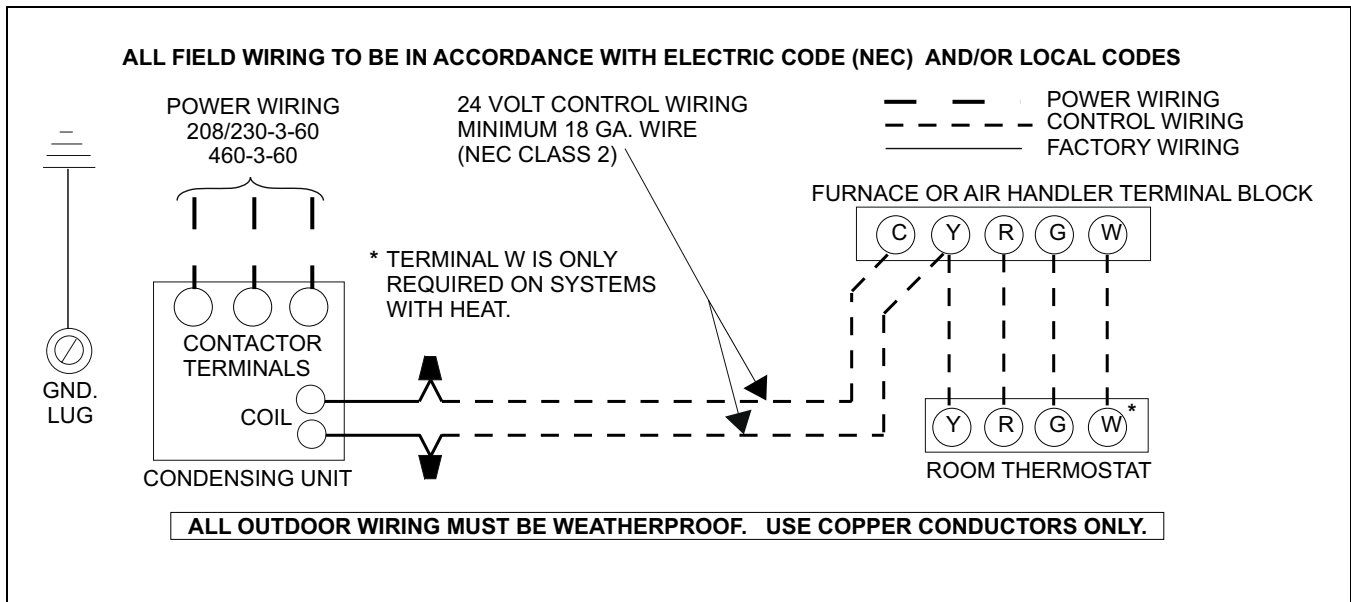 ALL FIELD WIRING TO BE IN ACCORDANCE WITH ELECTRIC CODE (NEC) AND/OR LOCAL CODES
POWER WIRING
208/230-3-60
460-3-60
24 VOLT CONTROL WIRING
MINIMUM 18 GA. WIRE
(NEC CLASS 2)
POWER WIRING
CONTROL WIRING
FACTORY WIRING
FURNACE OR AIR HANDLER TERMINAL BLOCK
C Y R G W
* TERMINAL W IS ONLY
REQUIRED ON SYSTEMS
WITH HEAT.
CONTACTOR
TERMINALS
COIL
GND.
LUG
CONDENSING UNIT
Y R G W *
ROOM THERMOSTAT
ALL OUTDOOR WIRING MUST BE WEATHERPROOF. USE COPPER CONDUCTORS ONLY.